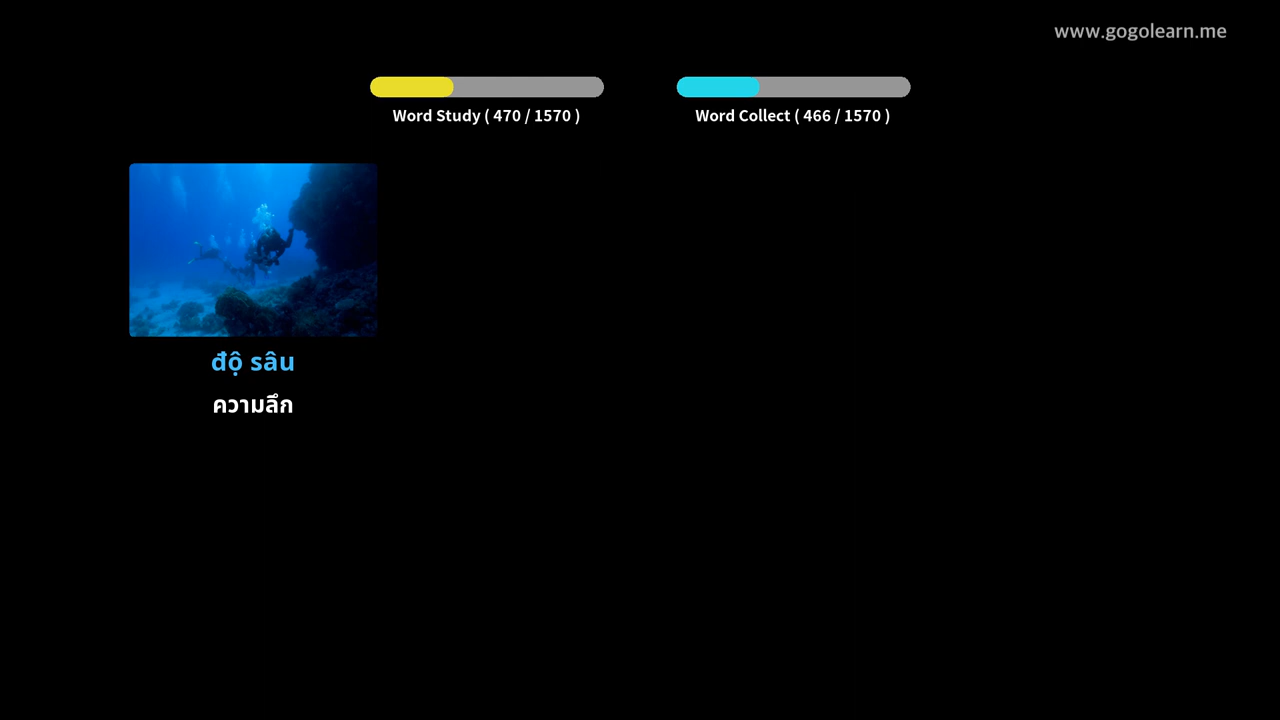 www.gogolearn.me
Word Study ( 470 / 1570 )
Word Collect ( 466 / 1570 )
độ sâu
ความลึก